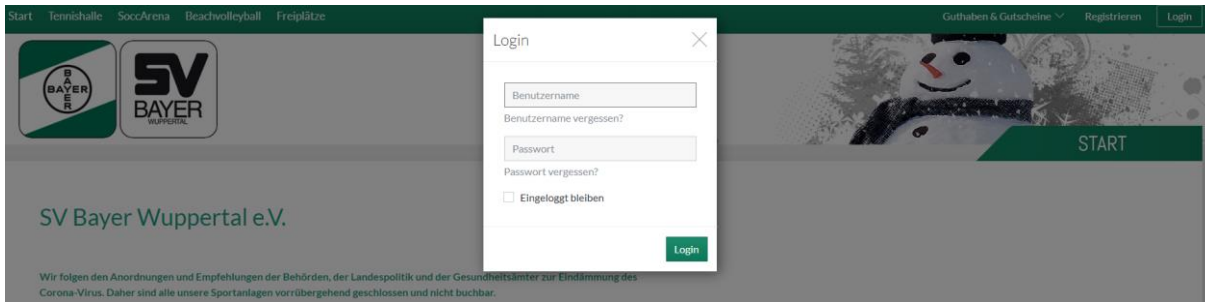 Start Tennishalle SoccArena Beachvolleyball Freiplätze Guthaben & Gutscheine Registrieren Login
Login
BAYER
BAYER
SV
BAYER
WUPPERTAL
Benutzername
Benutzername vergessen?
Passwort
Passwort vergessen?
Eingeloggt bleiben
Login
START
SV Bayer Wuppertal e.V.
Wir folgen den Anordnungen und Empfehlungen der Behörden, der Landespolitik und der Gesundheitsämter zur Eindämmung des
Corona-Virus. Daher sind alle unsere Sportanlagen vorrübergehend geschlossen und nicht buchbar.